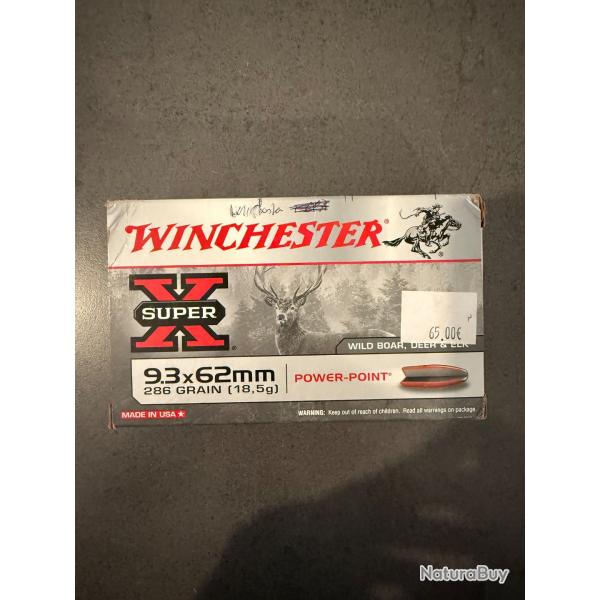 WINCHESTER®
X
SUPER ®
65.00€
WILD BOAR, DEER & ELK
9.3x62mm
286 GRAIN (18,5g)
POWER-POINT®
MADE IN USA★
WARNING: Keep out of reach of children. Read all warnings on package.
NaturaBuy